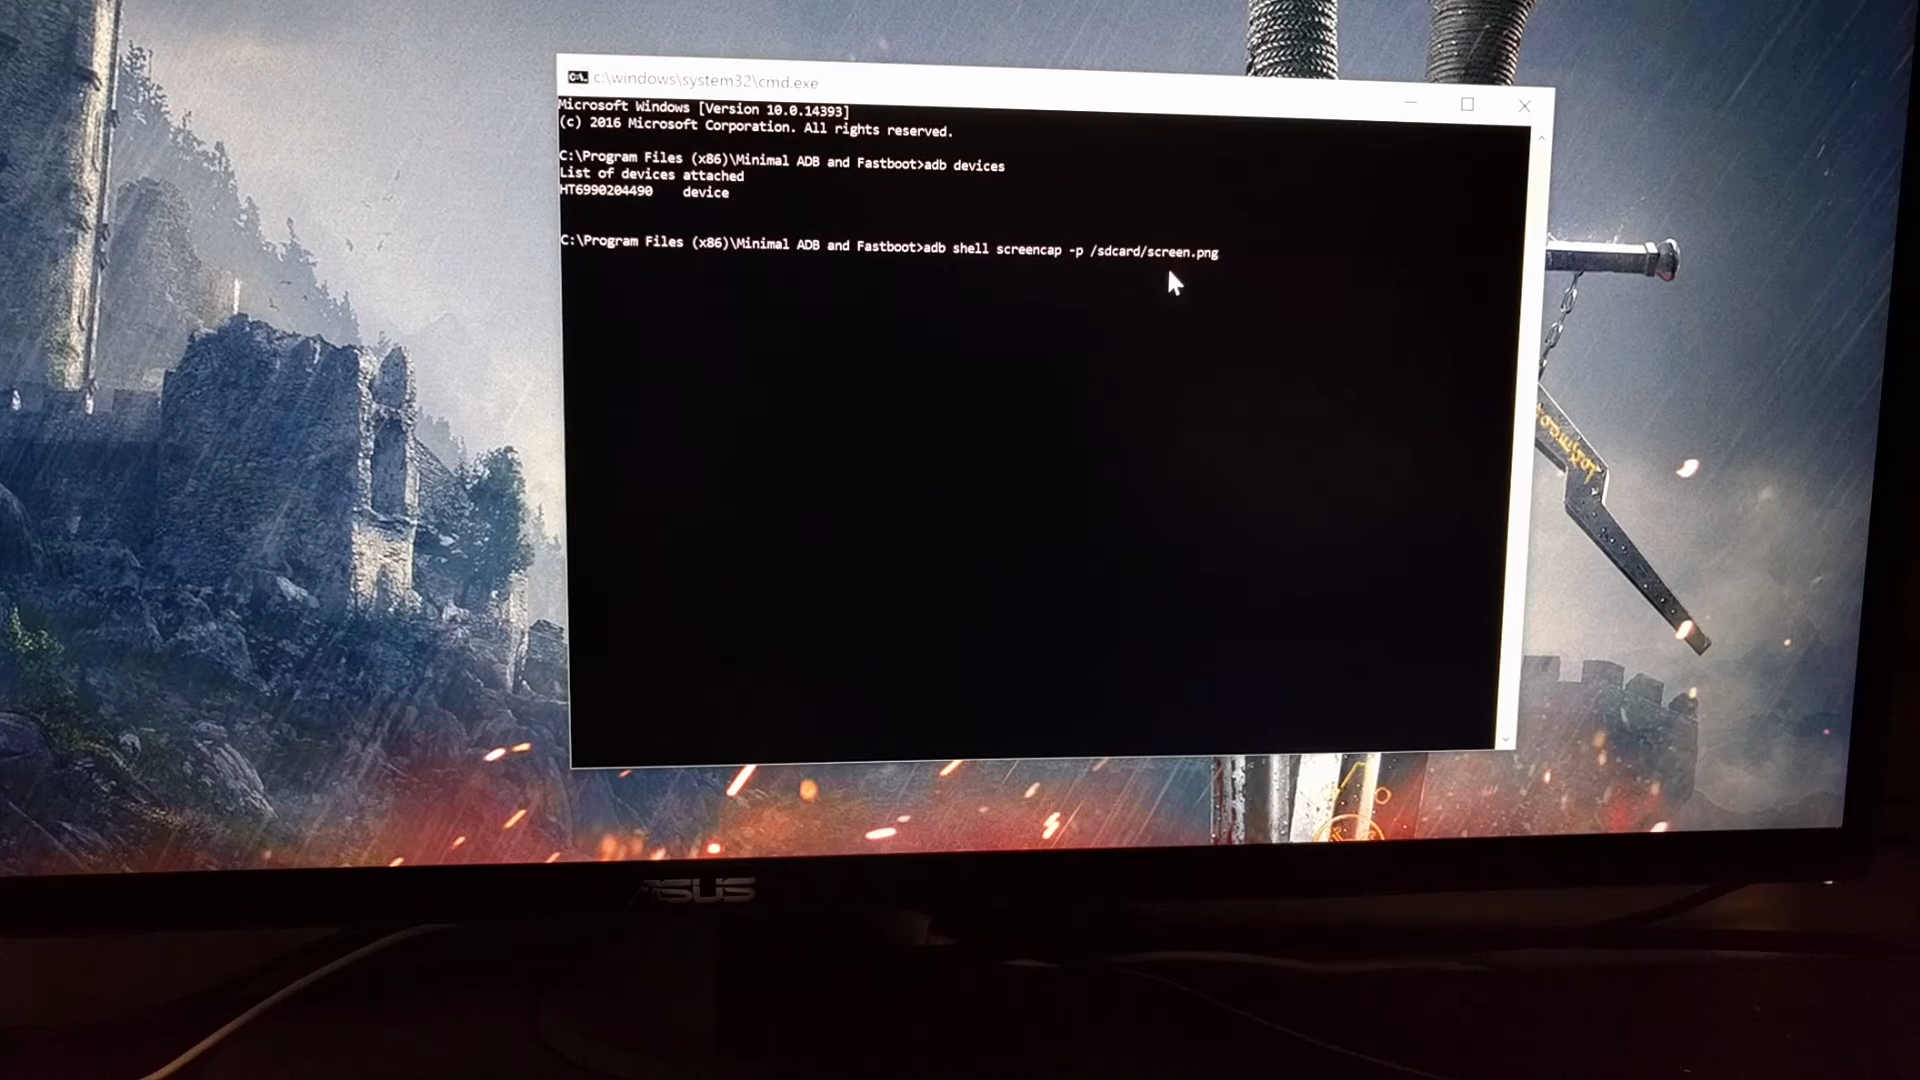 c:\windows\system32\cmd.exe
Microsoft Windows [Version 10.0.14393]
(c) 2016 Microsoft Corporation. All rights reserved.
C:\Program Files (x86)\Minimal ADB and Fastboot>adb devices
List of devices attached
HT6990204490 device
C:\Program Files (x86)\Minimal ADB and Fastboot>adb shell screencap -p /sdcard/screen.png
ASUS